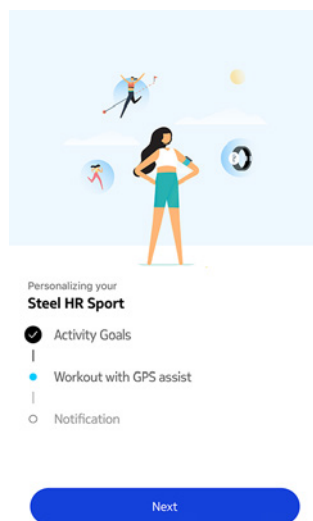 Personalizing your
Steel HR Sport
Activity Goals
Workout with GPS assist
Notification
Next